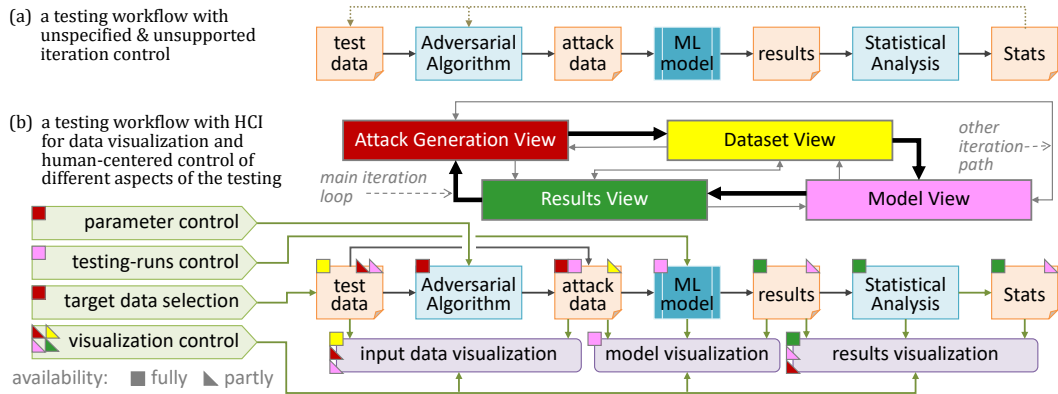 (a) a testing workflow with
unspecified & unsupported
iteration control
test
data
Adversarial
Algorithm
attack
data
ML
model
results
Statistical
Analysis
Stats
(b) a testing workflow with HCI
for data visualization and
human-centered control of
different aspects of the testing
Attack Generation View
Dataset View
other
iteration
path
main iteration
loop
Results View
Model View
parameter control
testing-runs control
target data selection
visualization control
test
data
Adversarial
Algorithm
attack
data
ML
model
results
Statistical
Analysis
Stats
input data visualization
model visualization
results visualization
availability: fully partly